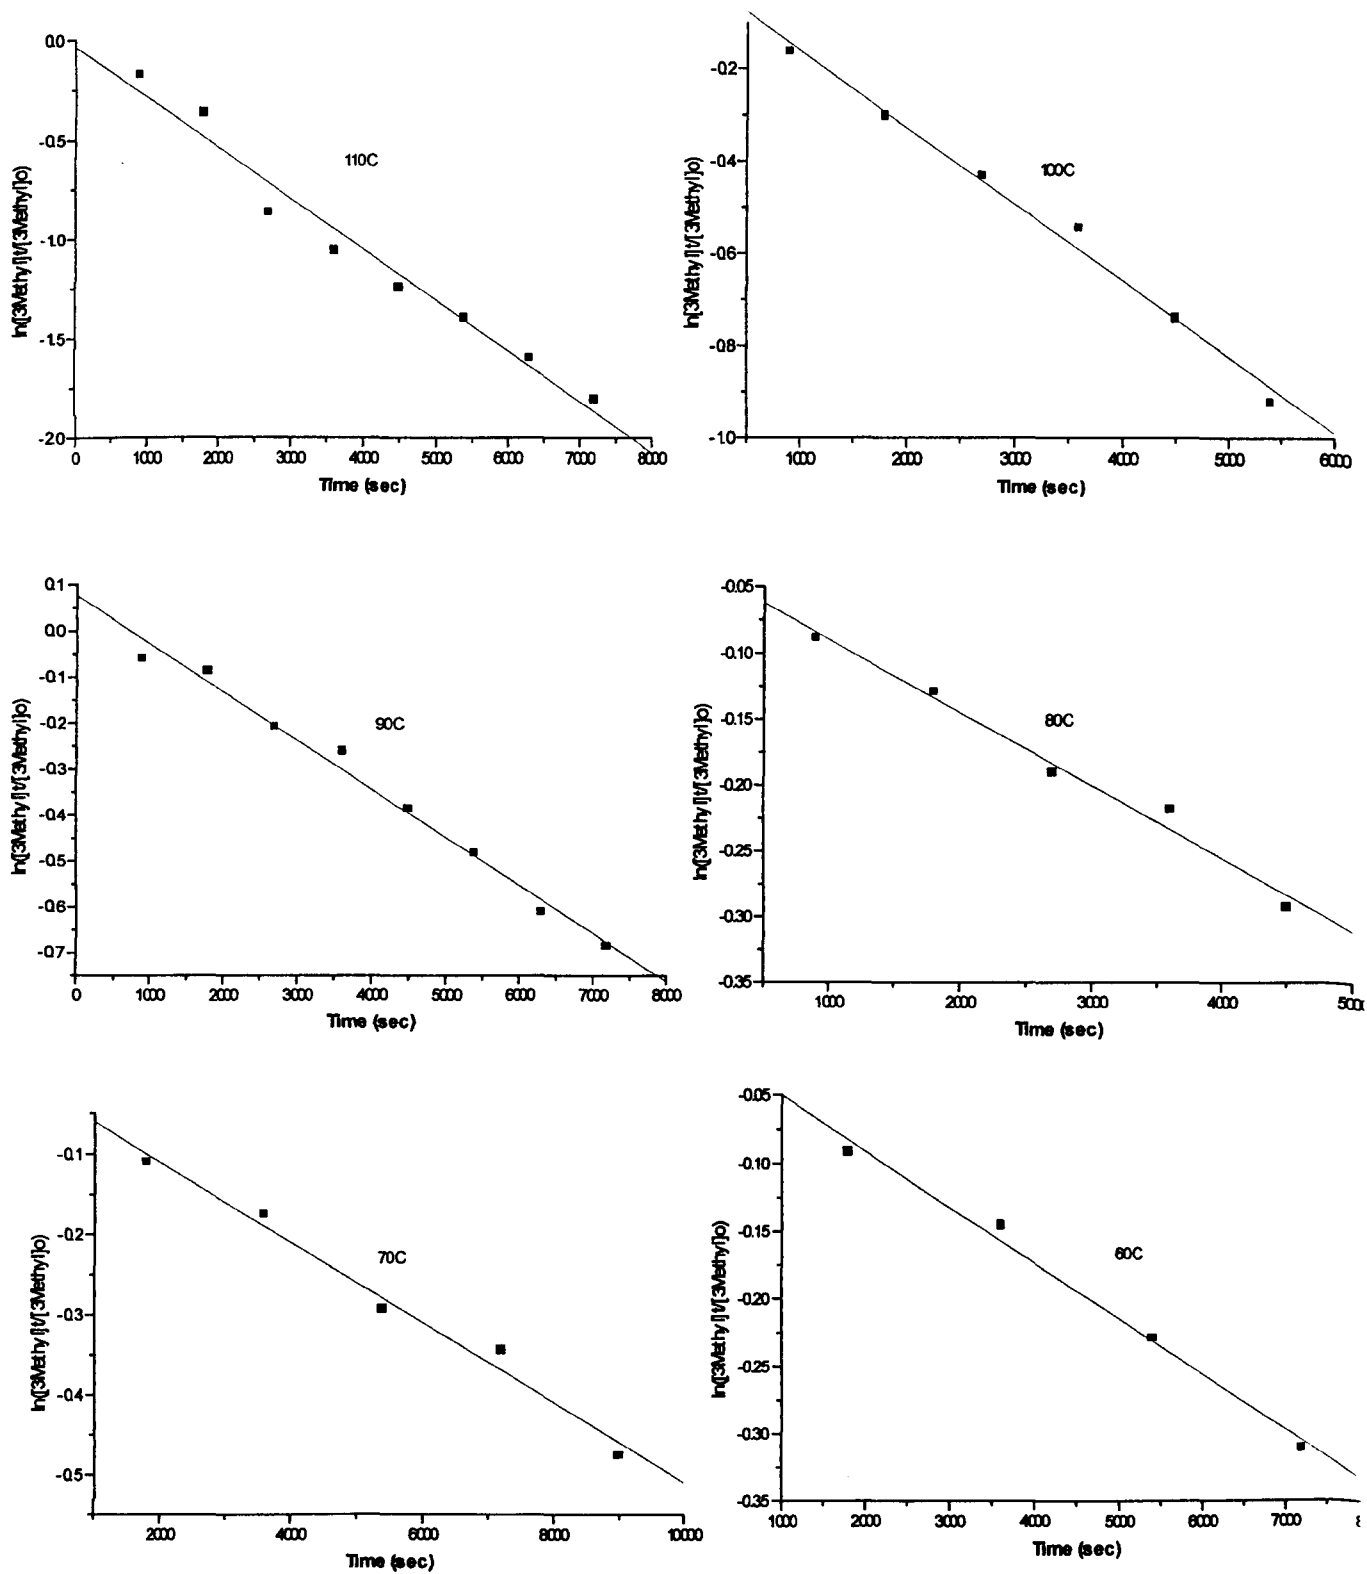 0.0
-0.5
-1.0
-1.5
-2.0
0 1000 2000 3000 4000 5000 6000 7000 8000
Time (sec)
ln([3Methyl]t/[3Methyl]o)
110C
-0.2
-0.4
-0.6
-0.8
-1.0
1000 2000 3000 4000 5000 6000
Time (sec)
ln[3Methyl]t/[3Methyl]o)
100C
0.1
0.0
-0.1
-0.2
-0.3
-0.4
-0.5
-0.6
-0.7
0 1000 2000 3000 4000 5000 6000 7000 8000
Time (sec)
ln([3Methyl]t/[3Methyl]o)
90C
-0.05
-0.10
-0.15
-0.20
-0.25
-0.30
-0.35
1000 2000 3000 4000 5000
Time (sec)
ln([3Methyl]t/[3Methyl]o)
80C
-0.1
-0.2
-0.3
-0.4
-0.5
2000 4000 6000 8000 10000
Time (sec)
ln([3Methyl]t/[3Methyl]o)
70C
-0.05
-0.10
-0.15
-0.20
-0.25
-0.30
-0.35
1000 2000 3000 4000 5000 6000 7000 8
Time (sec)
ln([3Methyl]t/[3Methyl]o)
60C